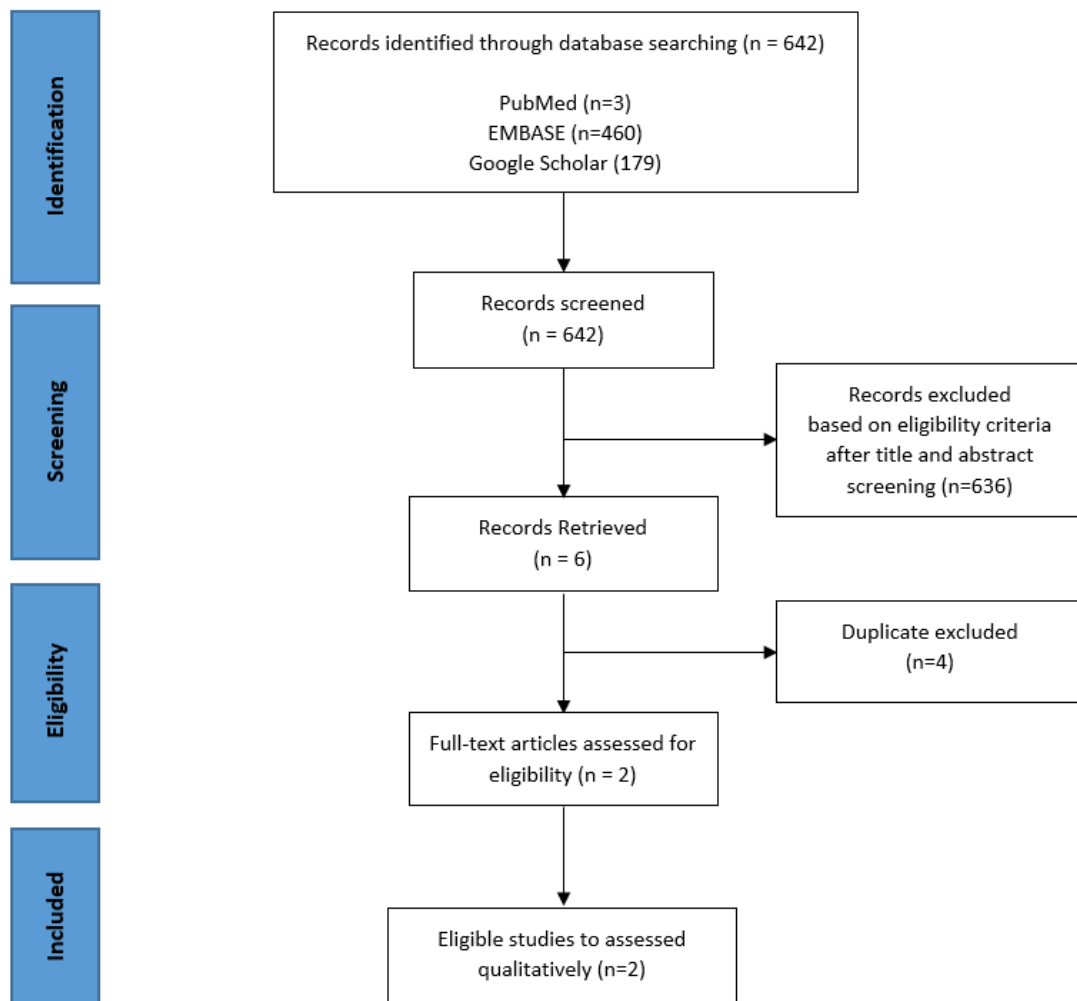 Identification
Records identified through database searching (n = 642)
PubMed (n=3)
EMBASE (n=460)
Google Scholar (179)
Screening
Records screened
(n = 642)
Records excluded
based on eligibility criteria
after title and abstract
screening (n=636)
Records Retrieved
(n = 6)
Eligibility
Duplicate excluded
(n=4)
Full-text articles assessed for
eligibility (n = 2)
Included
Eligible studies to assessed
qualitatively (n=2)